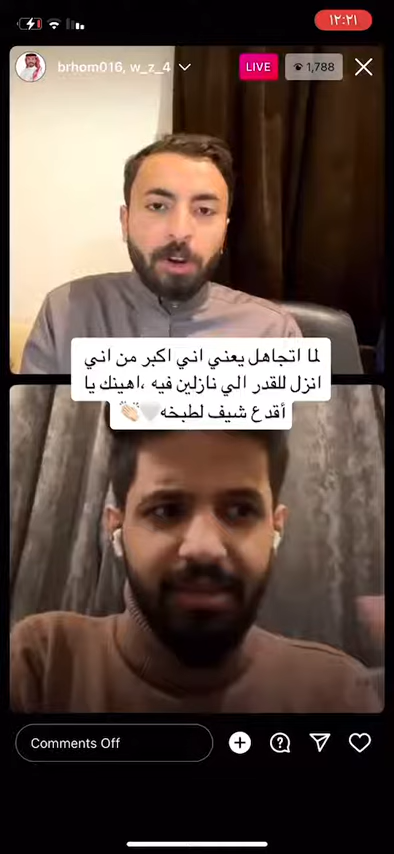 ١٢:٢١
brhom016, w_z_4
LIVE
1,788
لما اتجاهل يعني اني اكبر من اني
انزل للقدر الي نازلين فيه ،اهينك يا
أقدع شيف لطبخه🤍👏🏻
Comments Off